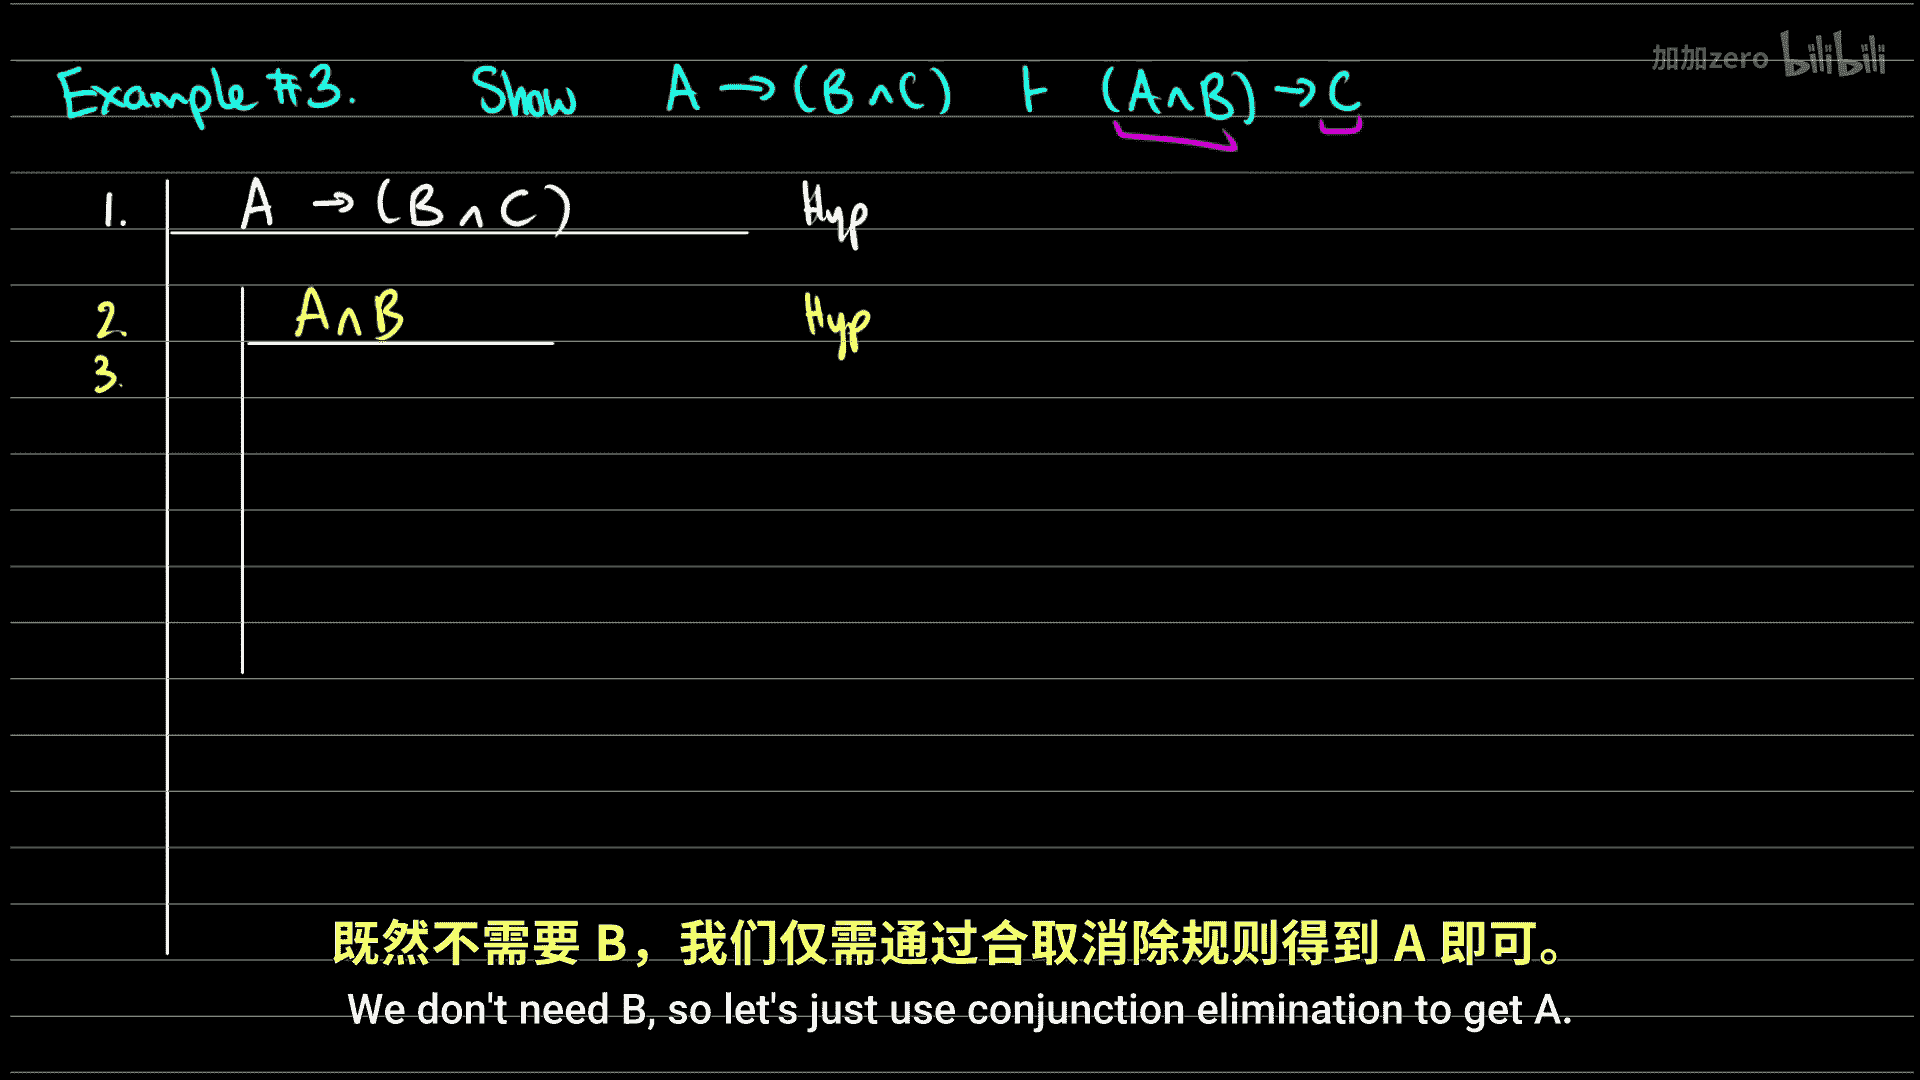 加加zero bilibili
Example #3. Show A → (B ∧ C) ⊢ (A ∧ B) → C
1. A → (B ∧ C) Hyp
2. A ∧ B Hyp
3.
既然不需要 B，我们仅需通过合取消除规则得到 A 即可。
We don't need B, so let's just use conjunction elimination to get A.